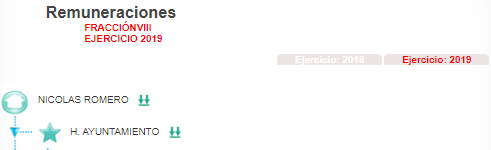 Remuneraciones
FRACCIÓNVIII
EJERCICIO 2019
Ejercicio: 2018 Ejercicio: 2019
NICOLAS ROMERO
H. AYUNTAMIENTO